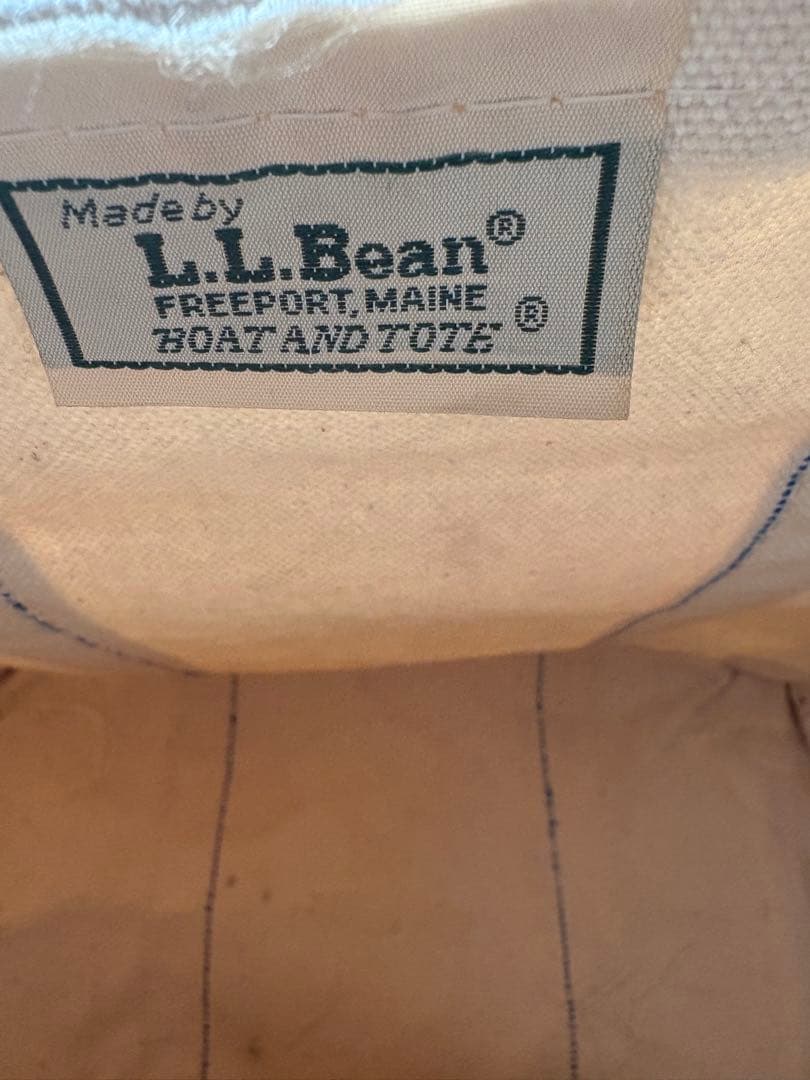 Made by
L.L.Bean®
FREEPORT, MAINE
BOAT AND TOTE ®